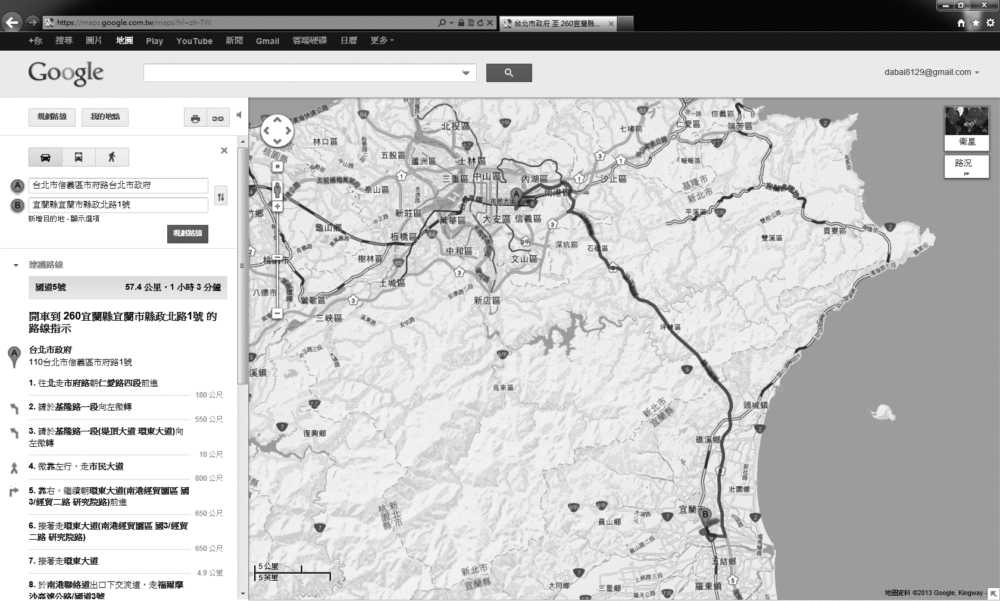 https://maps.google.com.tw/maps?hl=zh-TW
台北市政府 至 260宜蘭縣...
+你 搜尋 圖片 地圖 Play YouTube 新聞 Gmail 雲端硬碟 日曆 更多
Google
dabai8129@gmail.com
規劃路線 我的地點
A 台北市信義區市府路台北市政府
B 宜蘭縣宜蘭市縣政北路1號
新增目的地 - 顯示選項
規劃路線
建議路線
國道5號 57.4 公里，1 小時 3 分鐘
開車到 260宜蘭縣宜蘭市縣政北路1號 的
路線指示
A 台北市政府
110台北市信義區市府路1號
1. 往北走市府路朝仁愛路四段前進
180 公尺
2. 請於基隆路一段向左微轉
550 公尺
3. 請於基隆路一段(堤頂大道 環東大道)向
左微轉
10 公尺
4. 微靠左行，走市民大道
800 公尺
5. 靠右，繼續朝環東大道(南港經貿園區 國
3/經貿二路 研究院路)前進
650 公尺
6. 接著走環東大道(南港經貿園區 國3/經貿
二路 研究院路)
650 公尺
7. 接著走環東大道
4.9 公里
8. 於南港聯絡道出口下交流道，走福爾摩
沙高速公路/國道3號
衛星
路況
北投區
林口區
七堵區
仁愛區
信義區
瑞芳區
桃園縣
五股區
蘆洲區
士林區
暖暖區
三重區
中山區
內湖區
汐止區
基隆市
新北市
泰山區
A
南港區
市民大道
平溪區
新莊區
萬華區
大安區
信義區
雙溪區
貢寮區
龜山鄉
板橋區
中和區
深坑區
石碇區
文山區
樹林區
土城區
八德市
鶯歌區
新店區
三峽區
坪林區
烏來區
新北市
宜蘭縣
頭城鎮
復興鄉
礁溪鄉
壯圍鄉
新北市
桃園縣
宜蘭市
B
員山鄉
五結鄉
新北市
宜蘭縣
大同鄉
三星鄉
羅東鎮
5 公里
5 英里
地圖資料 ©2013 Google, Kingway -